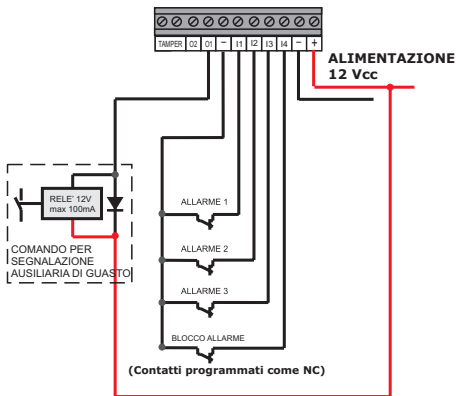 TAMPER O2 O1 − I1 I2 I3 I4 − +
ALIMENTAZIONE
12 Vcc
RELE' 12V
max 100mA
COMANDO PER
SEGNALAZIONE
AUSILIARIA DI GUASTO
ALLARME 1
ALLARME 2
ALLARME 3
BLOCCO ALLARME
(Contatti programmati come NC)